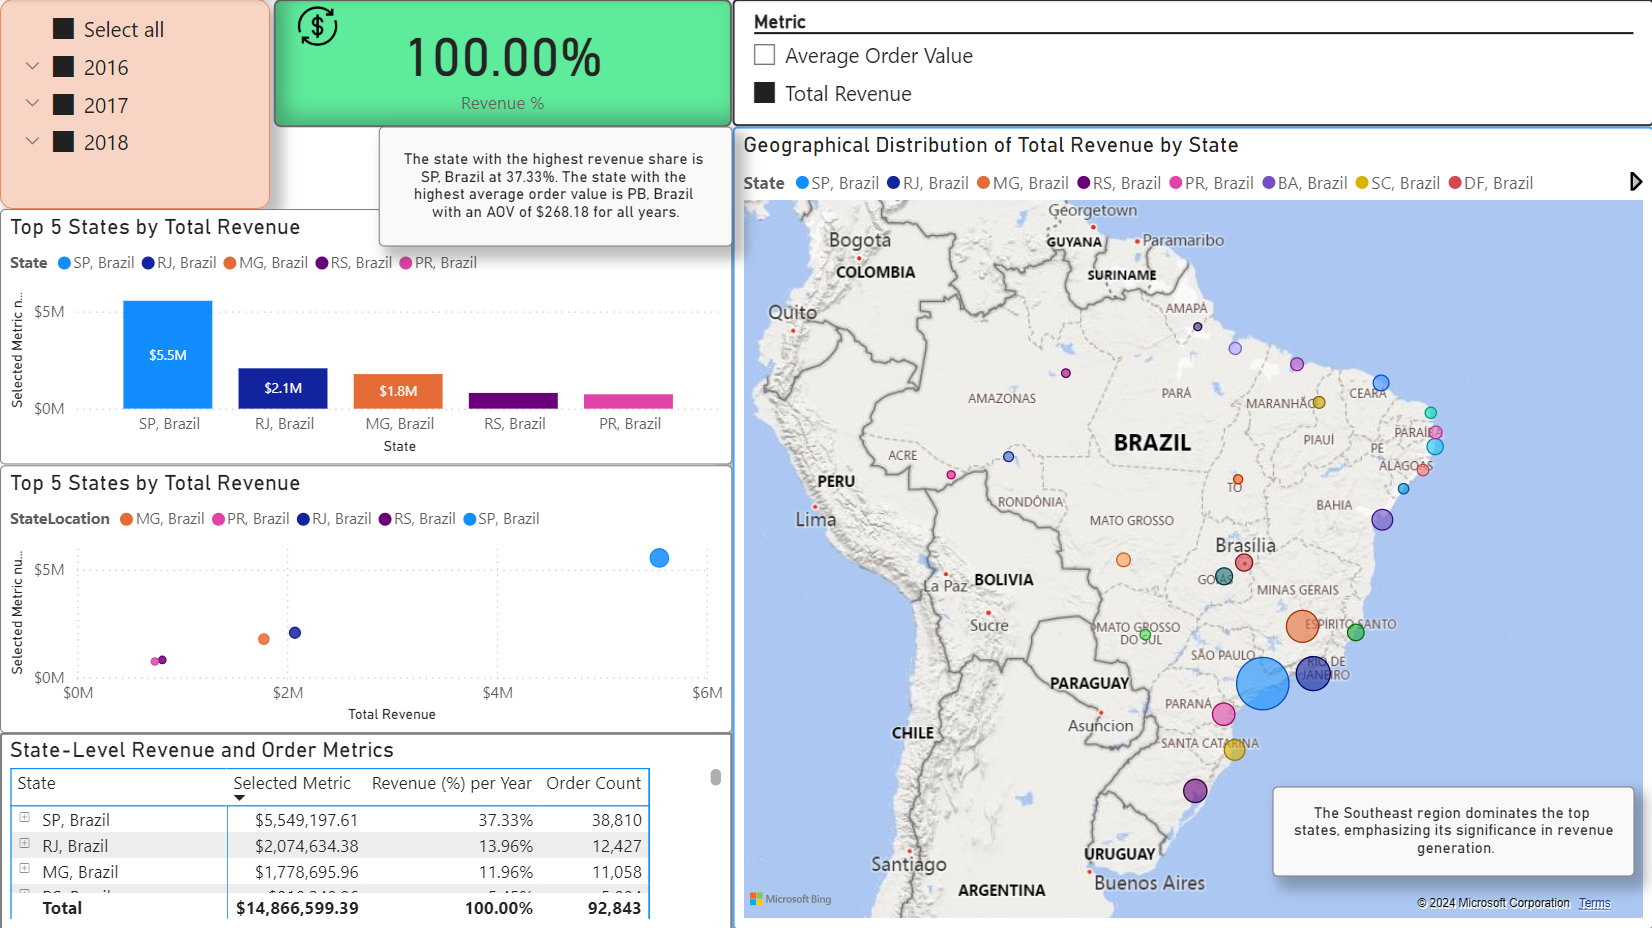 Select all
2016
2017
2018
100.00%
Revenue %
Metric
Average Order Value
Total Revenue
The state with the highest revenue share is
SP, Brazil at 37.33%. The state with the
highest average order value is PB, Brazil
with an AOV of $268.18 for all years.
Top 5 States by Total Revenue
State SP, Brazil RJ, Brazil MG, Brazil RS, Brazil PR, Brazil
Selected Metric n...
$5M
$0M
$5.5M
$2.1M
$1.8M
SP, Brazil
RJ, Brazil
MG, Brazil
RS, Brazil
PR, Brazil
State
Top 5 States by Total Revenue
StateLocation MG, Brazil PR, Brazil RJ, Brazil RS, Brazil SP, Brazil
Selected Metric nu...
$5M
$0M
$0M
$2M
$4M
$6M
Total Revenue
State-Level Revenue and Order Metrics
State Selected Metric Revenue (%) per Year Order Count
SP, Brazil $5,549,197.61 37.33% 38,810
RJ, Brazil $2,074,634.38 13.96% 12,427
MG, Brazil $1,778,695.96 11.96% 11,058
Total $14,866,599.39 100.00% 92,843
Geographical Distribution of Total Revenue by State
State SP, Brazil RJ, Brazil MG, Brazil RS, Brazil PR, Brazil BA, Brazil SC, Brazil DF, Brazil
Georgetown
Bogotá
GUYANA
Paramaribo
COLOMBIA
SURINAME
Quito
AMAPÁ
AMAZONAS
PARÁ
MARANHÃO
CEARÁ
PARAÍBA
PIAUÍ
PE
BRAZIL
ACRE
ALAGOAS
PERU
TO
RONDÔNIA
BAHIA
Lima
MATO GROSSO
Brasília
La Paz
BOLIVIA
GOIÁS
MINAS GERAIS
Sucre
MATO GROSSO
DO SUL
ESPÍRITO SANTO
SÃO PAULO
RIO DE
JANEIRO
PARAGUAY
PARANÁ
Asuncion
CHILE
SANTA CATARINA
The Southeast region dominates the top
states, emphasizing its significance in revenue
generation.
Santiago
URUGUAY
Buenos Aires
ARGENTINA
Microsoft Bing
© 2024 Microsoft Corporation Terms